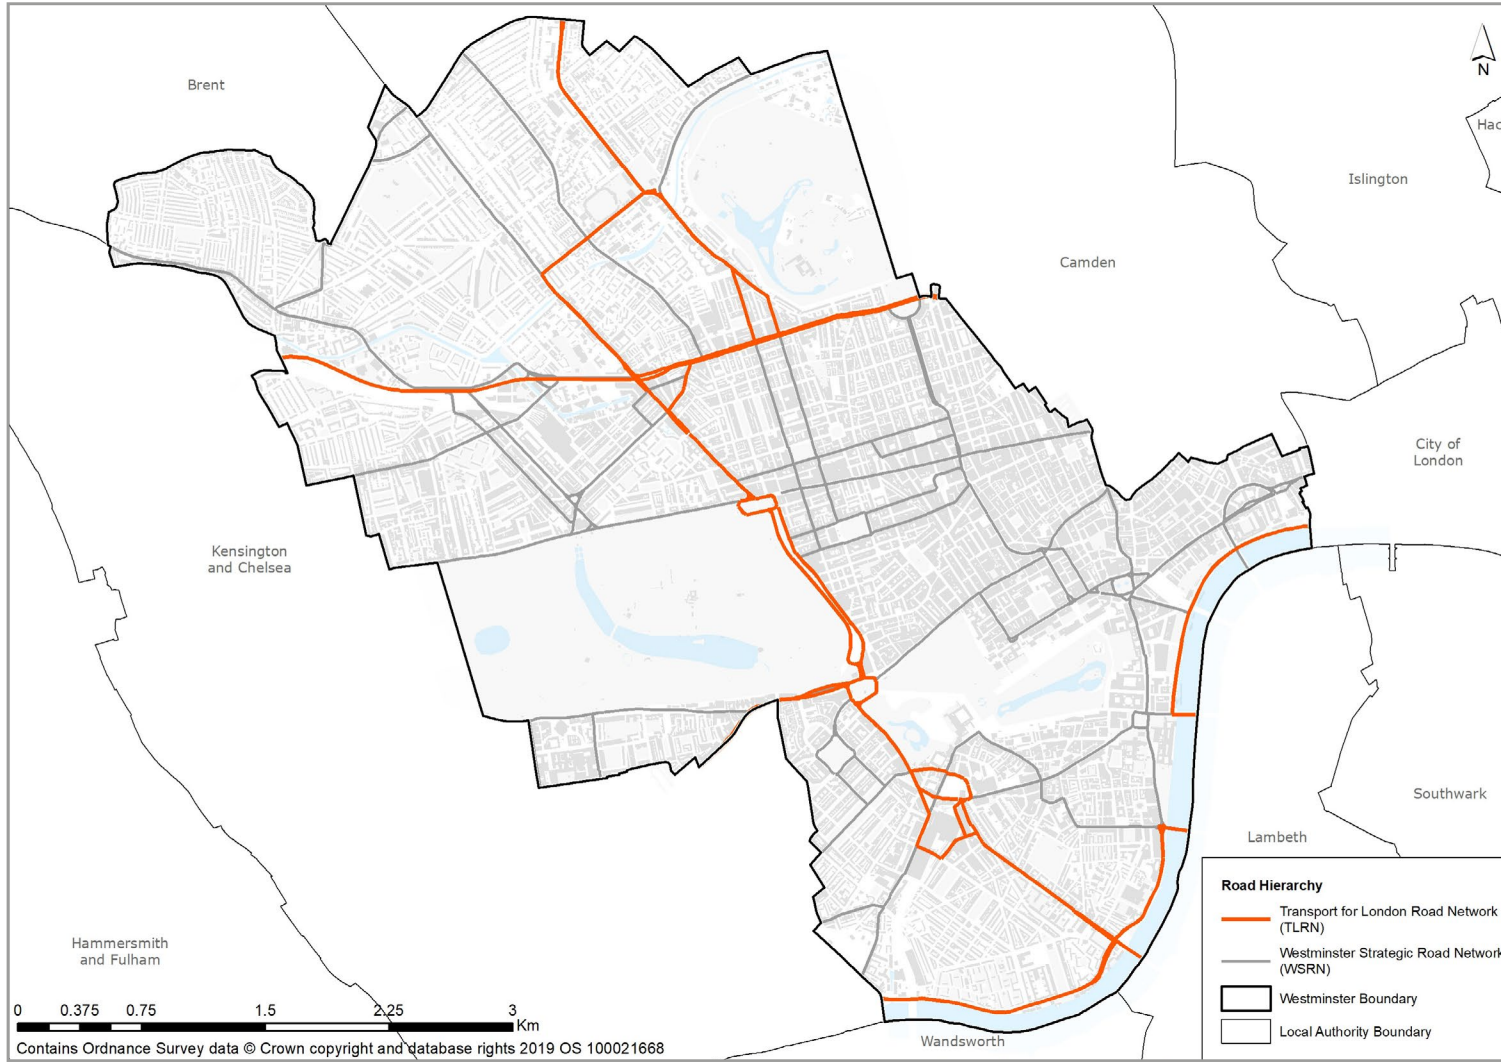 Brent
N
Hac
Islington
Camden
City of
London
Kensington
and Chelsea
Southwark
Lambeth
Hammersmith
and Fulham
Wandsworth
Road Hierarchy
Transport for London Road Network
(TLRN)
Westminster Strategic Road Network
(WSRN)
Westminster Boundary
Local Authority Boundary
0 0.375 0.75 1.5 2.25 3
Km
Contains Ordnance Survey data © Crown copyright and database rights 2019 OS 100021668